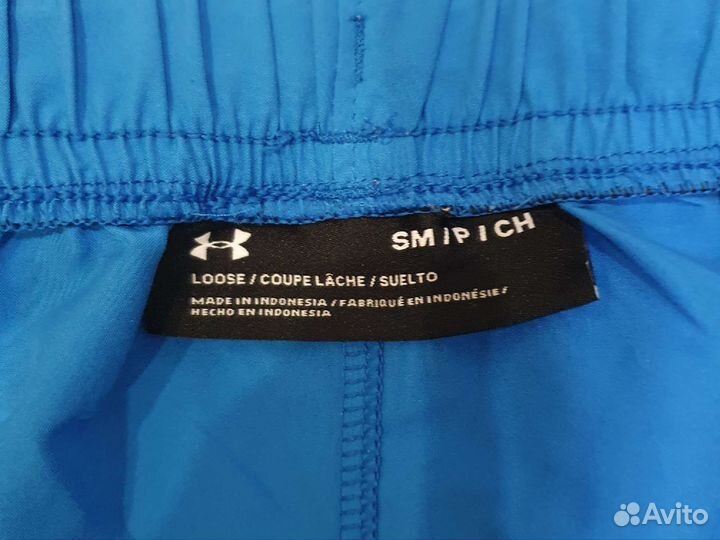 SM / P / CH
LOOSE / COUPE LÂCHE / SUELTO
MADE IN INDONESIA / FABRIQUÉ EN INDONÉSIE /
HECHO EN INDONESIA
Avito